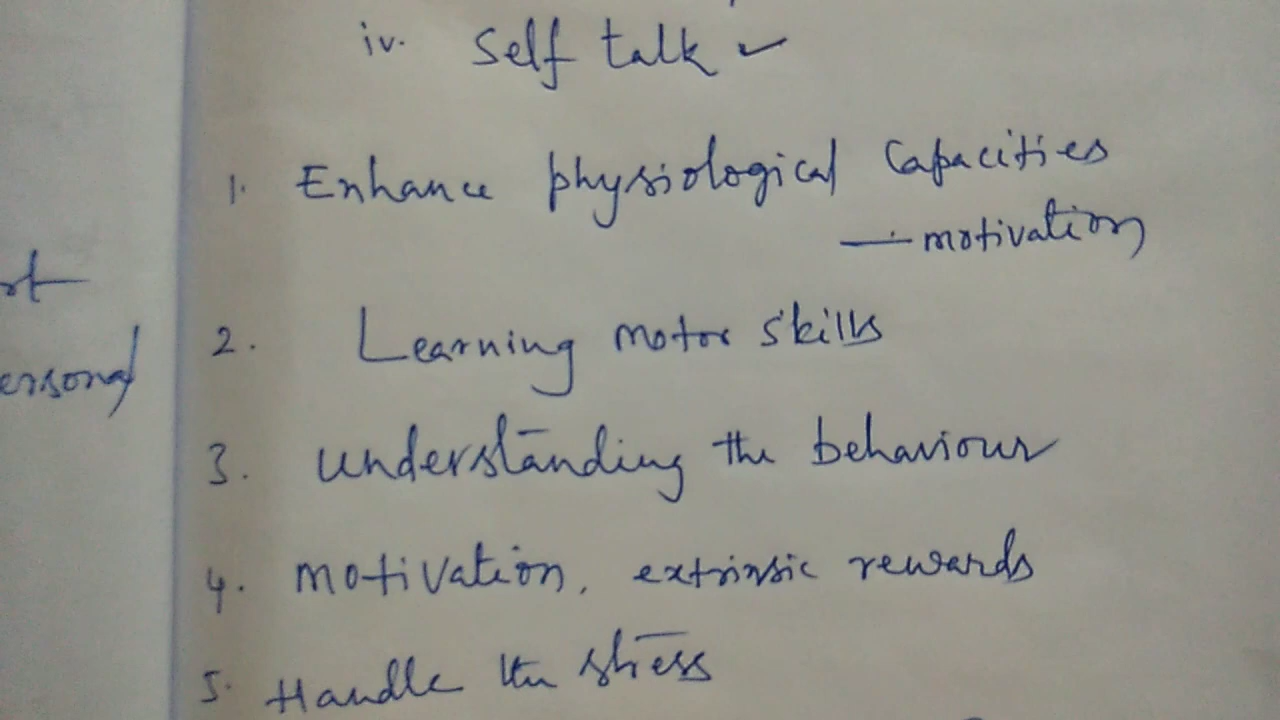 iv. Self talk ✓
1. Enhance physiological Capacities
— motivation
2. Learning motor skills
3. understanding the behaviour
4. motivation, extrinsic rewards
5. Handle the stress